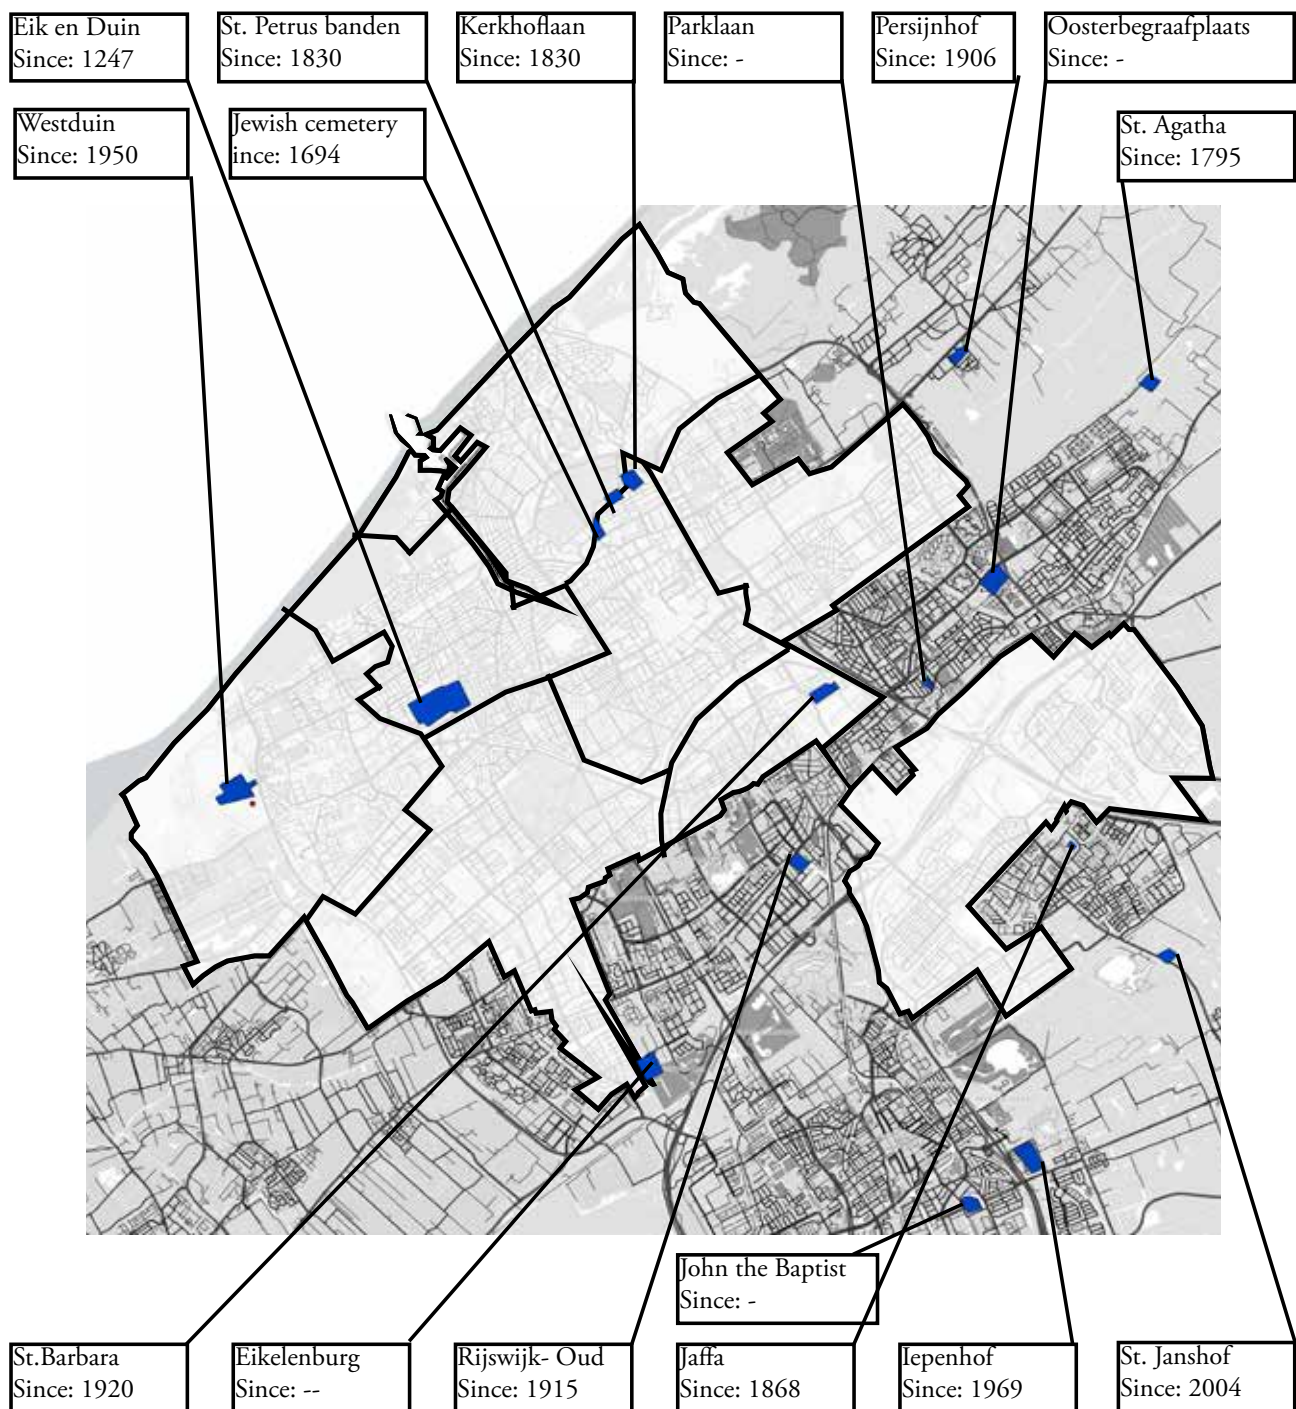 Eik en Duin
Since: 1247
St. Petrus banden
Since: 1830
Kerkhoflaan
Since: 1830
Parklaan
Since: -
Persijnhof
Since: 1906
Oosterbegraafplaats
Since: -
Westduin
Since: 1950
Jewish cemetery
ince: 1694
St. Agatha
Since: 1795
John the Baptist
Since: -
St.Barbara
Since: 1920
Eikelenburg
Since: --
Rijswijk- Oud
Since: 1915
Jaffa
Since: 1868
Iepenhof
Since: 1969
St. Janshof
Since: 2004